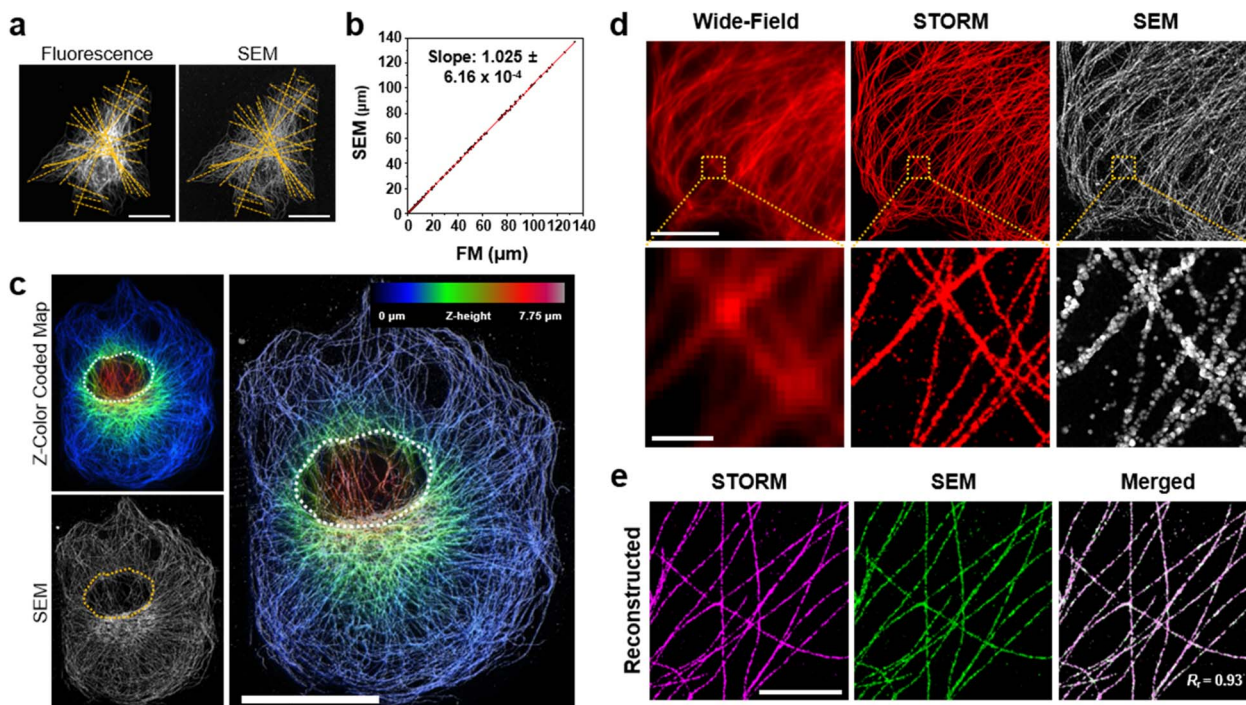 a
Fluorescence
SEM
b
Slope: 1.025 ±
6.16 x 10⁻⁴
SEM (µm)
140
120
100
80
60
40
20
0
0 20 40 60 80 100 120 140
FM (µm)
c
Z-Color Coded Map
SEM
0 µm Z-height 7.75 µm
d
Wide-Field
STORM
SEM
e
STORM
SEM
Merged
Reconstructed
Rᵣ = 0.93